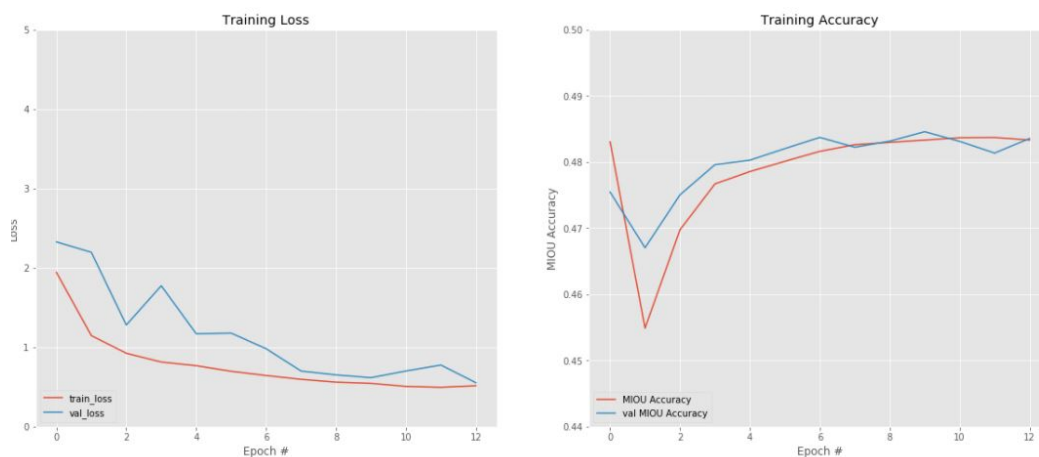 Training Loss
5
4
3
2
1
0
Loss
train_loss
val_loss
0 2 4 6 8 10 12
Epoch #
Training Accuracy
0.50
0.49
0.48
0.47
0.46
0.45
0.44
MIOU Accuracy
MIOU Accuracy
val MIOU Accuracy
0 2 4 6 8 10 12
Epoch #